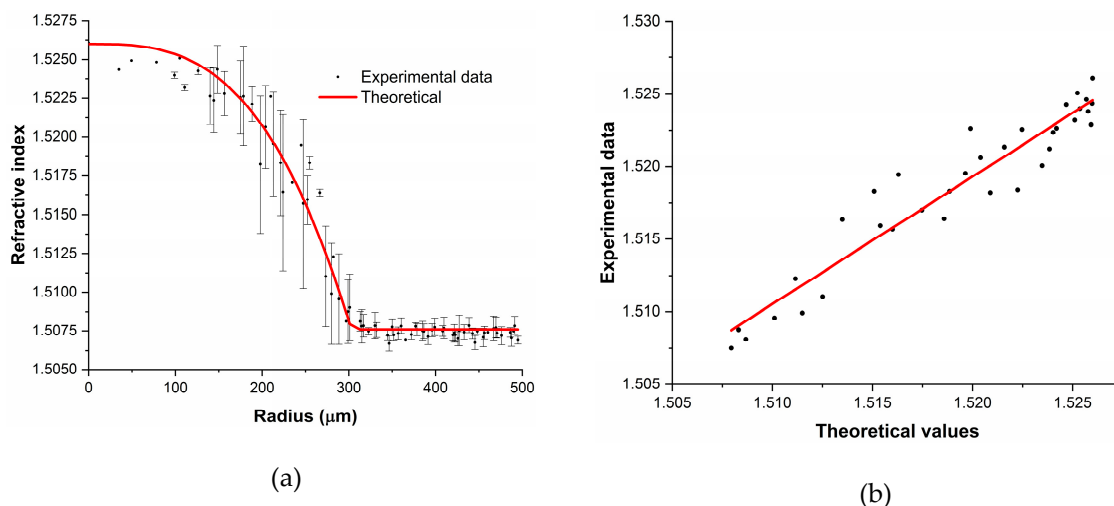 1.5275
1.5250
1.5225
1.5200
1.5175
1.5150
1.5125
1.5100
1.5075
1.5050
Refractive index
Experimental data
Theoretical
0 100 200 300 400 500
Radius (μm)
(a)
1.530
1.525
1.520
1.515
1.510
1.505
Experimental data
1.505 1.510 1.515 1.520 1.525
Theoretical values
(b)